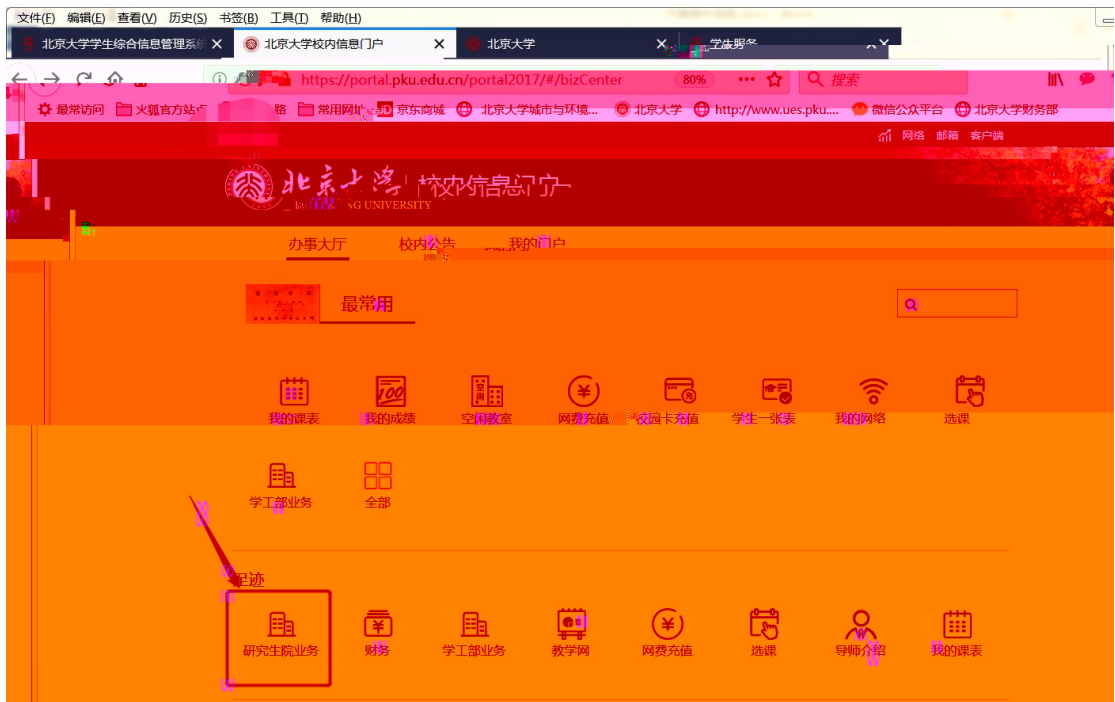 文件(F) 编辑(E) 查看(V) 历史(S) 书签(B) 工具(T) 帮助(H)
北京大学学生综合信息管理系统 北京大学校内信息门户 北京大学
https://portal.pku.edu.cn/portal2017/#/bizCenter 80% 搜索
最常访问 火狐官方站点 常用网址 京东商城 北京大学城市与环境... 北京大学 http://www.ues.pku.... 微信公众平台 北京大学财务部
网络 邮箱 客户端
北京大学 校内信息门户
UNIVERSITY
办事大厅 校内公告 我的门户
最常用
我的课表 我的成绩 空闲教室 网费充值 校园卡充值 学生一张表 我的网络 选课
学工部业务 全部
足迹
研究生院业务 财务 学工部业务 教学网 网费充值 选课 导师介绍 我的课表